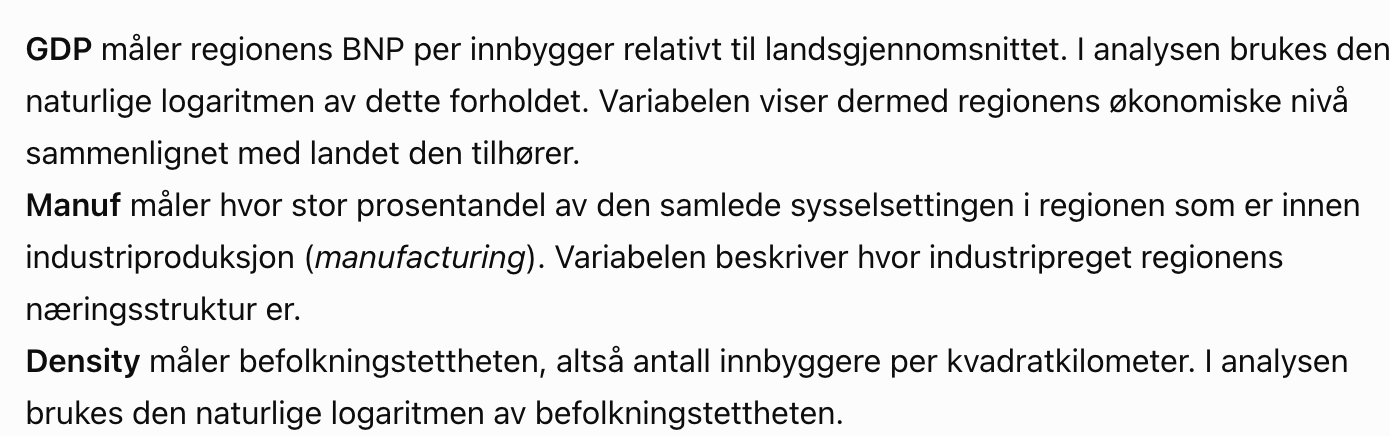 GDP måler regionens BNP per innbygger relativt til landsgjennomsnittet. I analysen brukes den
naturlige logaritmen av dette forholdet. Variabelen viser dermed regionens økonomiske nivå
sammenlignet med landet den tilhører.
Manuf måler hvor stor prosentandel av den samlede sysselsettingen i regionen som er innen
industriproduksjon (manufacturing). Variabelen beskriver hvor industripreget regionens
næringsstruktur er.
Density måler befolkningstettheten, altså antall innbyggere per kvadratkilometer. I analysen
brukes den naturlige logaritmen av befolkningstettheten.